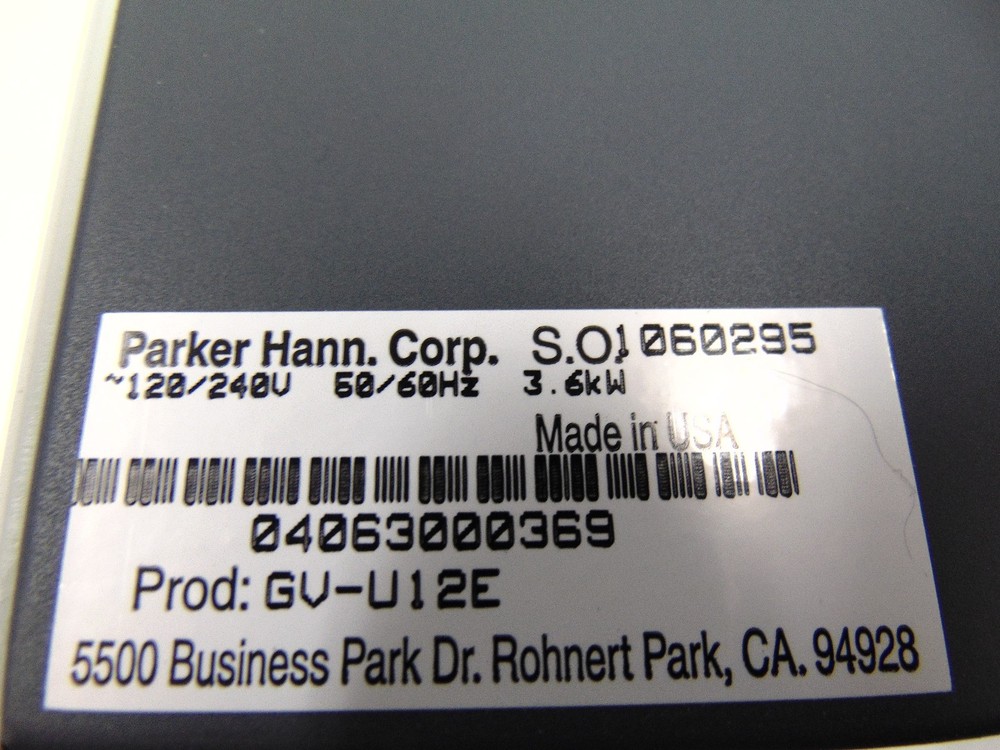 Parker Hann. Corp. S.O. 1060295
~120/240V 50/60Hz 3.6kW
Made in USA
04063000369
Prod: GV-U12E
5500 Business Park Dr. Rohnert Park, CA. 94928